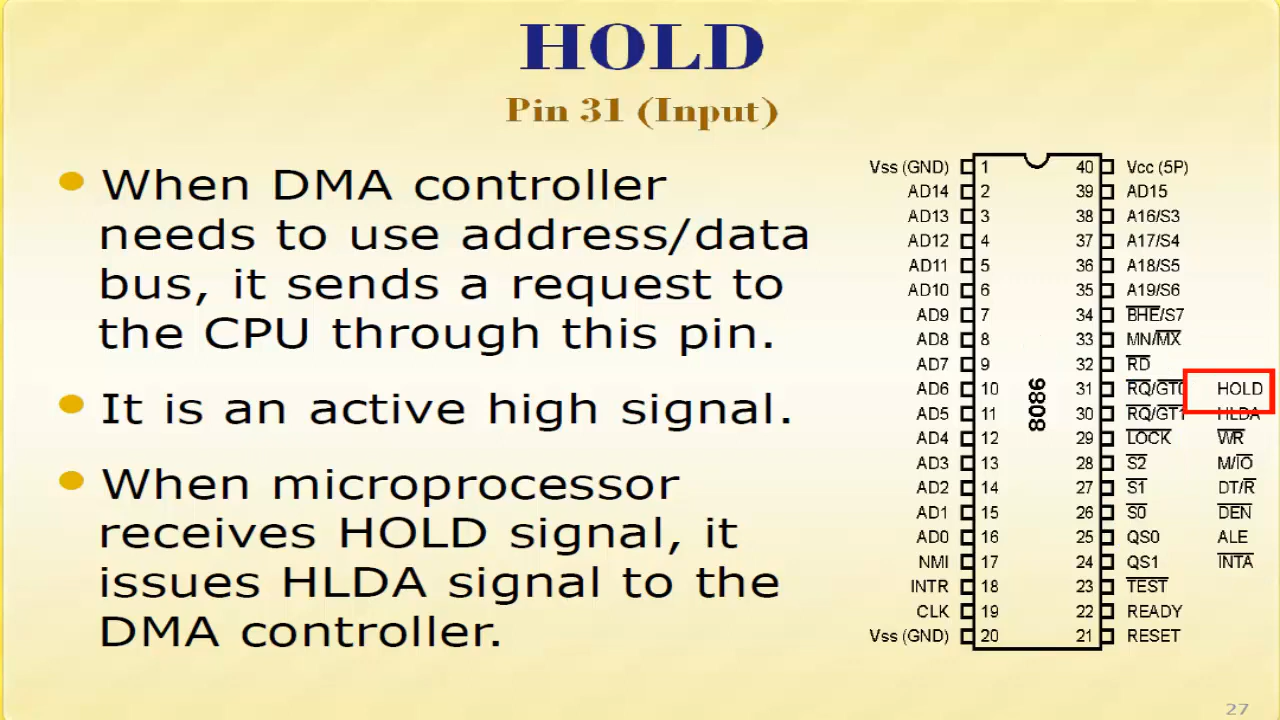 HOLD
Pin 31 (Input)
When DMA controller
needs to use address/data
bus, it sends a request to
the CPU through this pin.
It is an active high signal.
When microprocessor
receives HOLD signal, it
issues HLDA signal to the
DMA controller.
Vss (GND) 1 40 Vcc (5P)
AD14 2 39 AD15
AD13 3 38 A16/S3
AD12 4 37 A17/S4
AD11 5 36 A18/S5
AD10 6 35 A19/S6
AD9 7 34 BHE/S7
AD8 8 33 MN/MX
AD7 9 32 RD
AD6 10 31 RQ/GT0 HOLD
AD5 11 30 RQ/GT1 HLDA
AD4 12 29 LOCK WR
AD3 13 28 S2 M/IO
AD2 14 27 S1 DT/R
AD1 15 26 S0 DEN
AD0 16 25 QS0 ALE
NMI 17 24 QS1 INTA
INTR 18 23 TEST
CLK 19 22 READY
Vss (GND) 20 21 RESET
8086
27